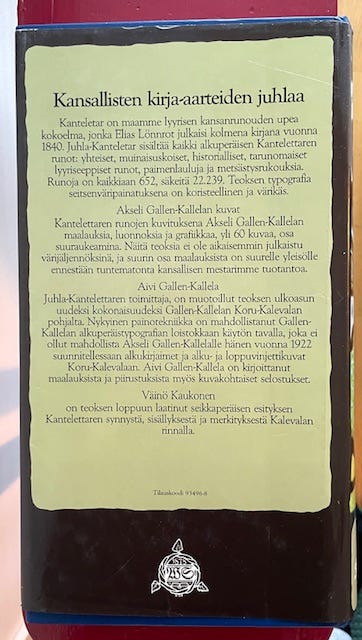 Kansallisten kirja-aarteiden juhlaa
Kanteletar on maamme lyyrisen kansanrunouden upea
kokoelma, jonka Elias Lönnrot julkaisi kolmena kirjana vuonna
1840. Juhla-Kanteletar sisältää kaikki alkuperäisen Kantelettaren
runot: yhteiset, muinaisuskoiset, historialliset, tarunomaiset
lyyriseeppiset runot, paimenlauluja ja metsästysrukouksia.
Runoja on kaikkiaan 652, säkeitä 22.239. Teoksen typografia
seitsenväripainatuksena on koristeellinen ja värikäs.
Akseli Gallen-Kallelan kuvat
Kantelettaren runojen kuvituksena Akseli Gallen-Kallelan
maalauksia, luonnoksia ja grafiikkaa, yli 60 kuvaa, osa
suuraukeamina. Näitä teoksia ei ole aikaisemmin julkaistu
värijäljennöksinä, ja suurin osa maalauksista on suurelle yleisölle
ennestään tuntematonta kansallisen mestarimme tuotantoa.
Aivi Gallen-Kallela
Juhla-Kantelettaren toimittaja, on muotoillut teoksen ulkoasun
uudeksi kokonaisuudeksi Gallen-Kallelan Koru-Kalevalan
pohjalta. Nykyinen painotekniikka on mahdollistanut Gallen-
Kallelan alkuperäistypografian loistokkaan käytön tavalla, joka ei
ollut mahdollista Akseli Gallen-Kallelalle hänen vuonna 1922
suunnitellessaan alkukirjaimet ja alku- ja loppuvinjettikuvat
Koru-Kalevalaan. Aivi Gallen-Kallela on kirjoittanut
maalauksista ja piirustuksista myös kuvakohtaiset selostukset.
Väinö Kaukonen
on teoksen loppuun laatinut seikkaperäisen esityksen
Kantelettaren synnystä, sisällyksestä ja merkityksestä Kalevalan
rinnalla.
Tilauskoodi 93496-8
WS